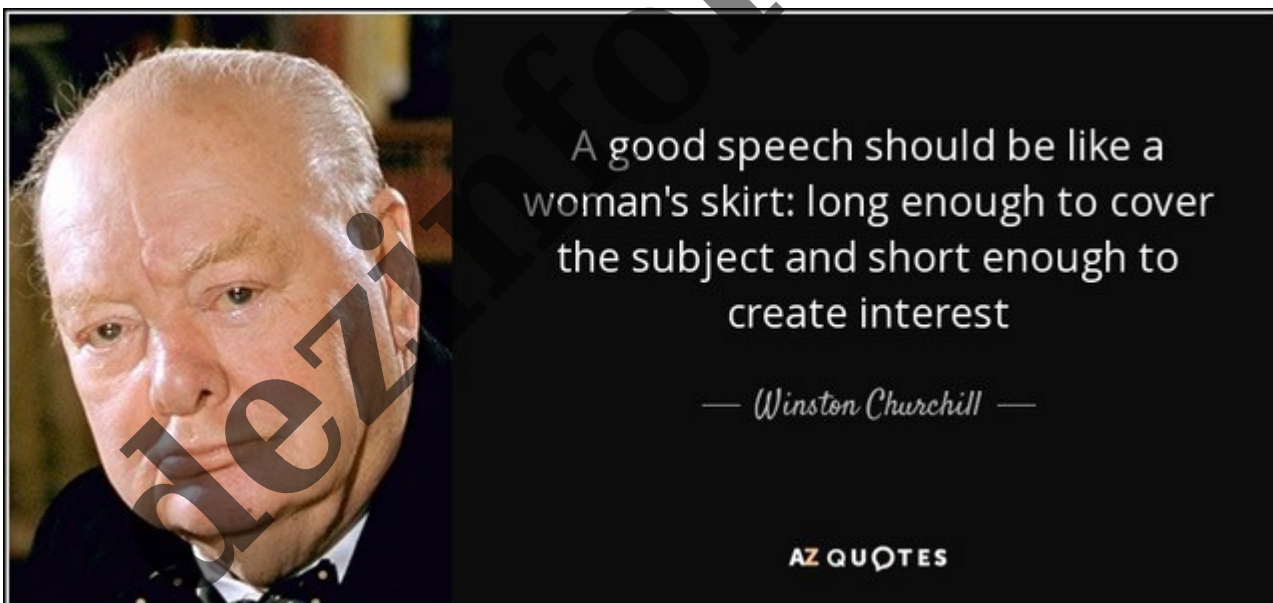 A good speech should be like a
woman's skirt: long enough to cover
the subject and short enough to
create interest
— Winston Churchill —
AZ QUOTES